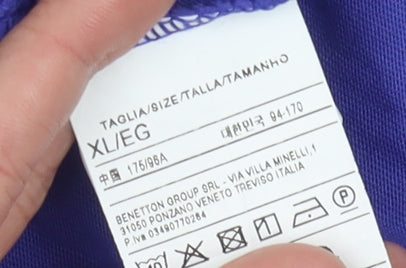 TAGLIA/SIZE/TALLA/TAMANHO
XL/EG
대한민국 94-170
中国 175/96A
BENETTON GROUP SRL - VIA VILLA MINELLI,1
31050 PONZANO VENETO TREVISO ITALIA
P.Iva 03490770264
40 P